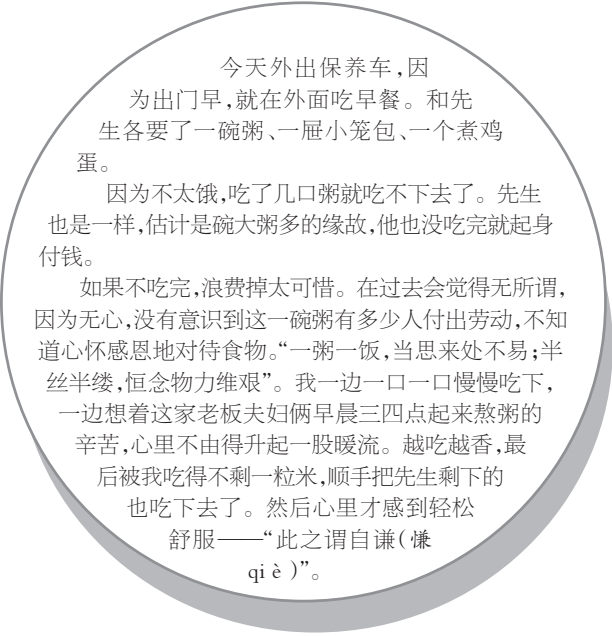 今天外出保养车,因
为出门早,就在外面吃早餐。和先
生各要了一碗粥、一屉小笼包、一个煮鸡
蛋。
因为不太饿,吃了几口粥就吃不下去了。先生
也是一样,估计是碗大粥多的缘故,他也没吃完就起身
付钱。
如果不吃完,浪费掉太可惜。在过去会觉得无所谓,
因为无心,没有意识到这一碗粥有多少人付出劳动,不知
道心怀感恩地对待食物。“一粥一饭,当思来处不易;半
丝半缕,恒念物力维艰”。我一边一口一口慢慢吃下,
一边想着这家老板夫妇俩早晨三四点起来熬粥的
辛苦,心里不由得升起一股暖流。越吃越香,最
后被我吃得不剩一粒米,顺手把先生剩下的
也吃下去了。然后心里才感到轻松
舒服——“此之谓自谦(慊
qiè)”。